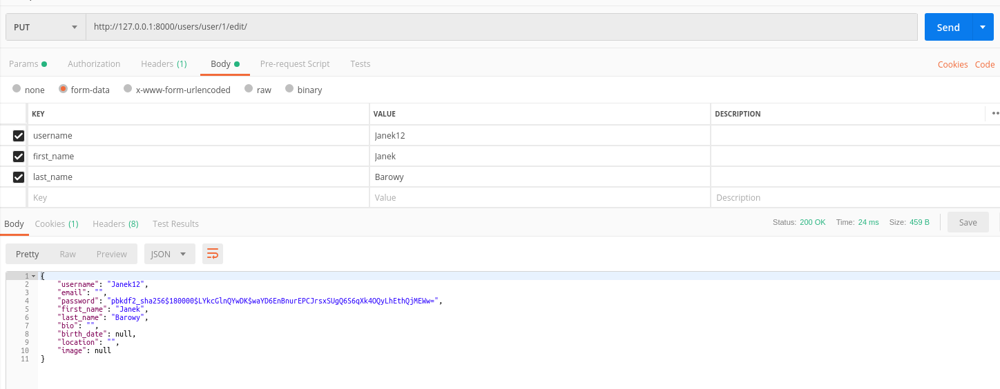 PUT http://127.0.0.1:8000/users/user/1/edit/ Send
Params Authorization Headers (1) Body Pre-request Script Tests Cookies Code
none form-data x-www-form-urlencoded raw binary
KEY VALUE DESCRIPTION
username Janek12
first_name Janek
last_name Barowy
Key Value Description
Body Cookies (1) Headers (8) Test Results Status: 200 OK Time: 24 ms Size: 459 B Save
Pretty Raw Preview JSON
1 {
2 "username": "Janek12",
3 "email": "",
4 "password": "pbkdf2_sha256$180000$LYkcGlnQYwDK$waYD6EnBnurEPCJrsxSUgQ6S6qXk4OQyLhEthQjMEWw=",
5 "first_name": "Janek",
6 "last_name": "Barowy",
7 "bio": "",
8 "birth_date": null,
9 "location": "",
10 "image": null
11 }